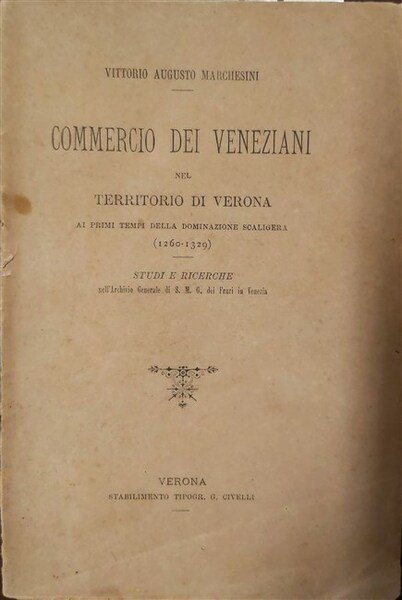 VITTORIO AUGUSTO MARCHESINI
COMMERCIO DEI VENEZIANI
NEL
TERRITORIO DI VERONA
AI PRIMI TEMPI DELLA DOMINAZIONE SCALIGERA
(1260-1329)
STUDI E RICERCHE
nell'Archivio Generale di S. M. G. dei Frari in Venezia
VERONA
STABILIMENTO TIPOGR. G. CIVELLI